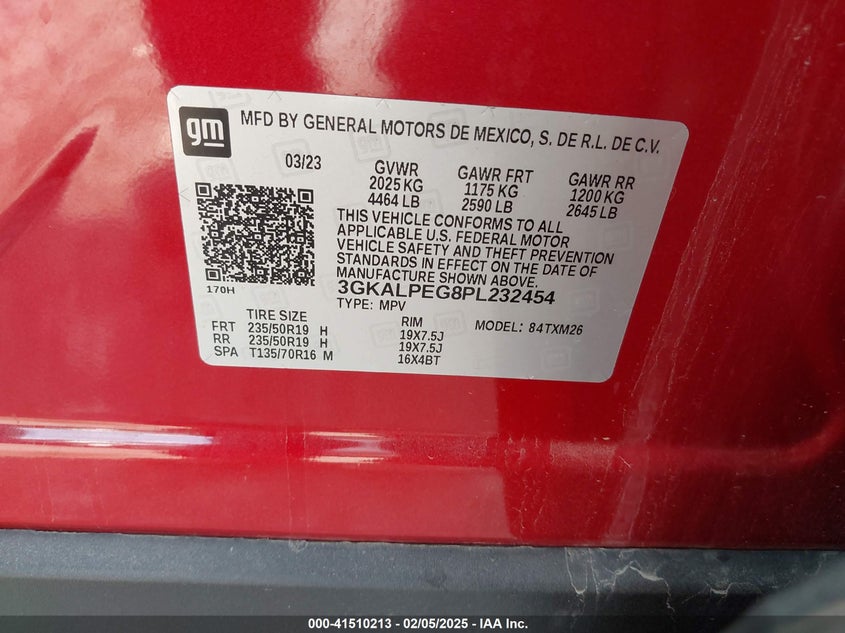 gm
MFD BY GENERAL MOTORS DE MEXICO, S. DE R.L. DE C.V.
03/23 GVWR GAWR FRT GAWR RR
2025 KG 1175 KG 1200 KG
4464 LB 2590 LB 2645 LB
THIS VEHICLE CONFORMS TO ALL
APPLICABLE U.S. FEDERAL MOTOR
VEHICLE SAFETY AND THEFT PREVENTION
STANDARDS IN EFFECT ON THE DATE OF
MANUFACTURE SHOWN ABOVE.
170H 3GKALPEG8PL232454
TYPE: MPV
TIRE SIZE RIM MODEL: 84TXM26
FRT 235/50R19 H 19X7.5J
RR 235/50R19 H 19X7.5J
SPA T135/70R16 M 16X4BT
000-41510213 - 02/05/2025 - IAA Inc.